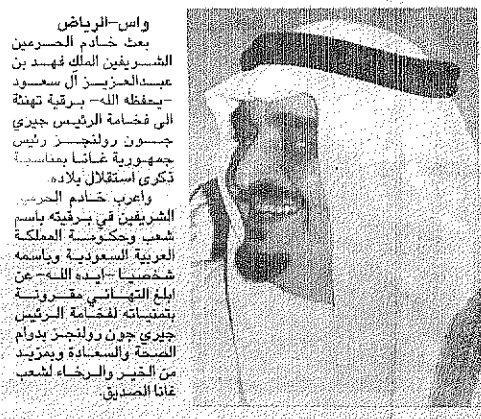 واس-الرياض
بعث خادم الحرمين
الشريفين الملك فهد بن
عبدالعزيز آل سعود
-يحفظه الله- برقية تهنئة
الى فخامة الرئيس جيري
جون رولنجز رئيس
جمهورية غانا بمناسبة
ذكرى استقلال بلاده.
واعرب خادم الحرمين
الشريفين في برقيته باسم
شعب وحكومة المملكة
العربية السعودية وباسمه
شخصيا -ايده الله- عن
ابلغ التهاني مقرونة
بتمنياته لفخامة الرئيس
جيري جون رولنجز بدوام
الصحة والسعادة وبمزيد
من الخير والرخاء لشعب
غانا الصديق.